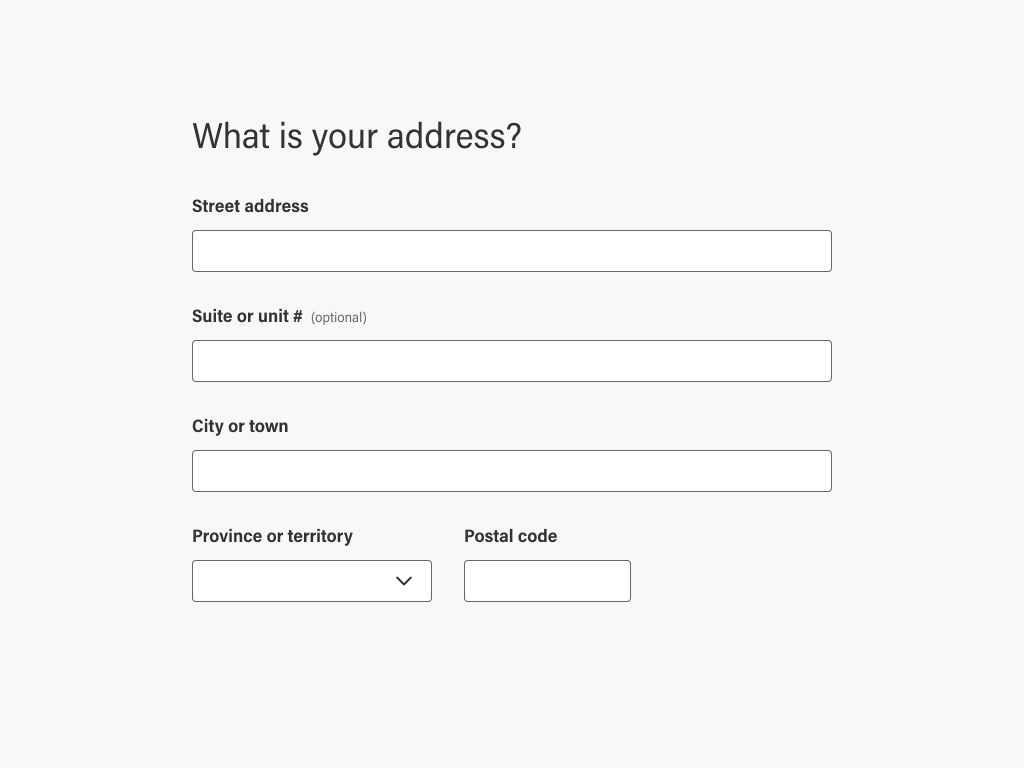 What is your address?
Street address
Suite or unit # (optional)
City or town
Province or territory
Postal code